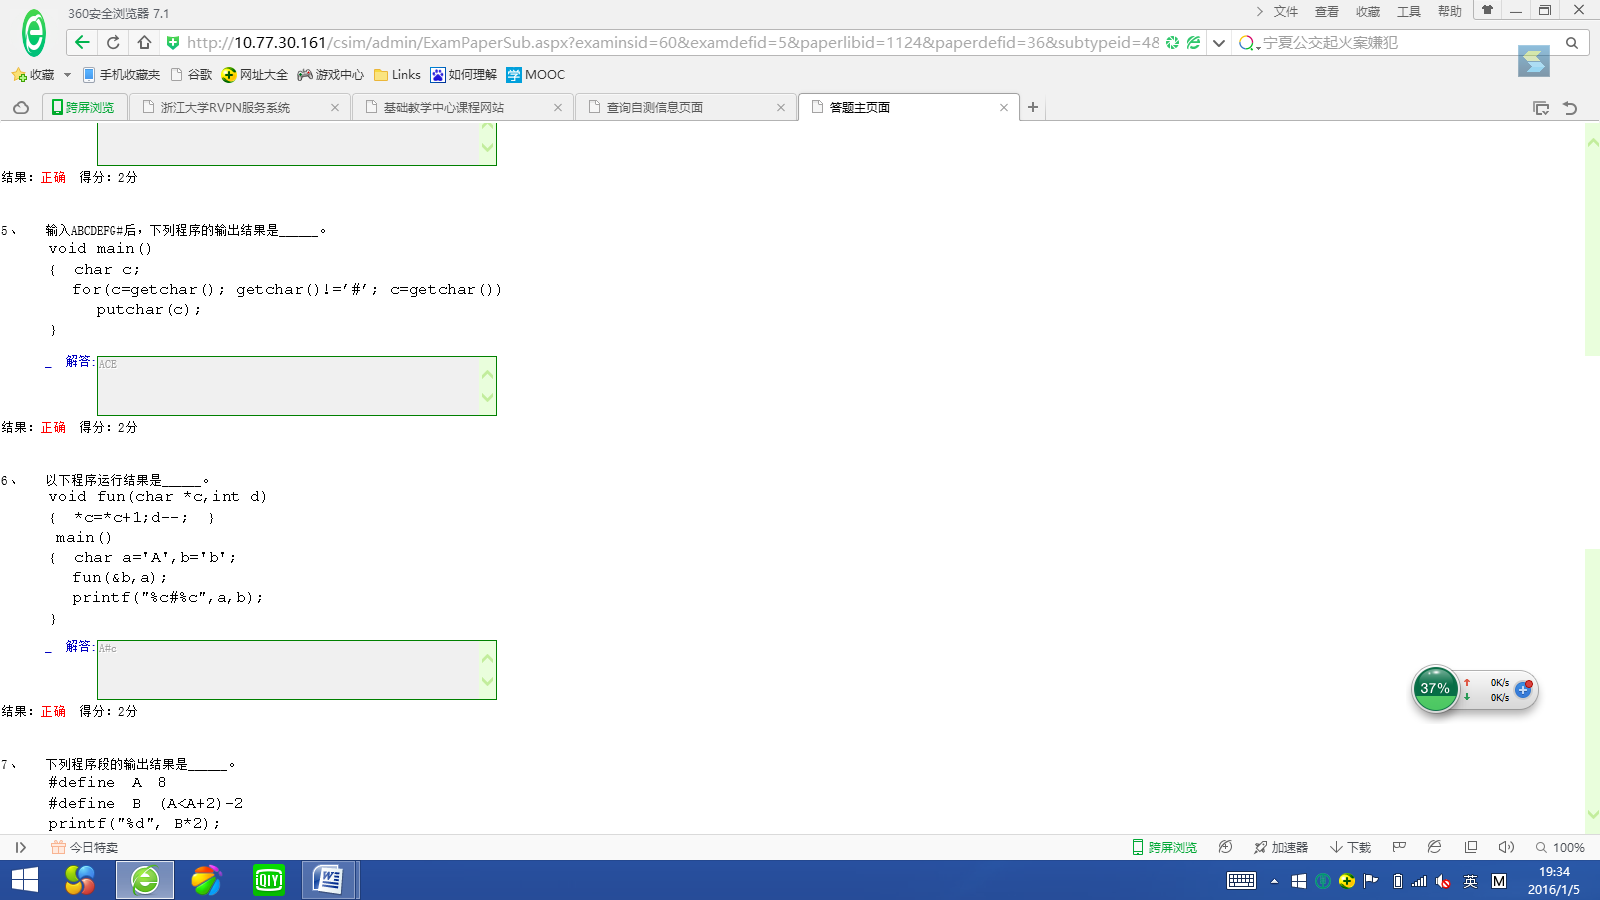 360安全浏览器 7.1
文件 查看 收藏 工具 帮助
http://10.77.30.161/csim/admin/ExamPaperSub.aspx?examinsid=60&examdefid=5&paperlibid=1124&paperdefid=36&subtypeid=4&
宁夏公交起火案嫌犯
收藏 手机收藏夹 谷歌 网址大全 游戏中心 Links 如何理解 学 MOOC
跨屏浏览 浙江大学RVPN服务系统 基础教学中心课程网站 查询自测信息页面 答题主页面
结果: 正确 得分: 2分
5、 输入ABCDEFG#后, 下列程序的输出结果是______。
void main()
{ char c;
for(c=getchar(); getchar()!=’#’; c=getchar())
putchar(c);
}
_ 解答: ACE
结果: 正确 得分: 2分
6、 以下程序运行结果是______。
void fun(char *c,int d)
{ *c=*c+1;d--; }
main()
{ char a='A',b='b';
fun(&b,a);
printf("%c#%c",a,b);
}
_ 解答: A#c
结果: 正确 得分: 2分
37% 0K/s
0K/s
7、 下列程序段的输出结果是______。
#define A 8
#define B (A<A+2)-2
printf("%d", B*2);
今日特卖 跨屏浏览 加速器 下载 100%
QIY 英 M
19:34
2016/1/5